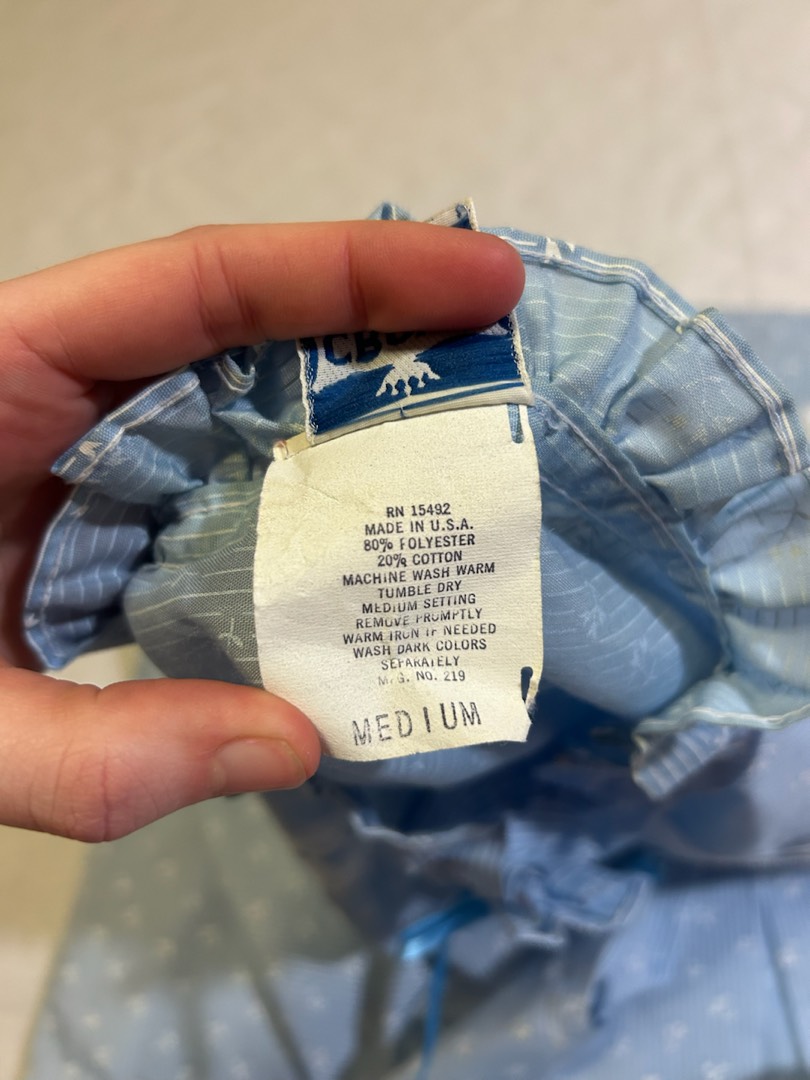 RN 15492
MADE IN U.S.A.
80% POLYESTER
20% COTTON
MACHINE WASH WARM
TUMBLE DRY
MEDIUM SETTING
REMOVE PROMPTLY
WARM IRON IF NEEDED
WASH DARK COLORS
SEPARATELY
MFG. NO. 219
MEDIUM